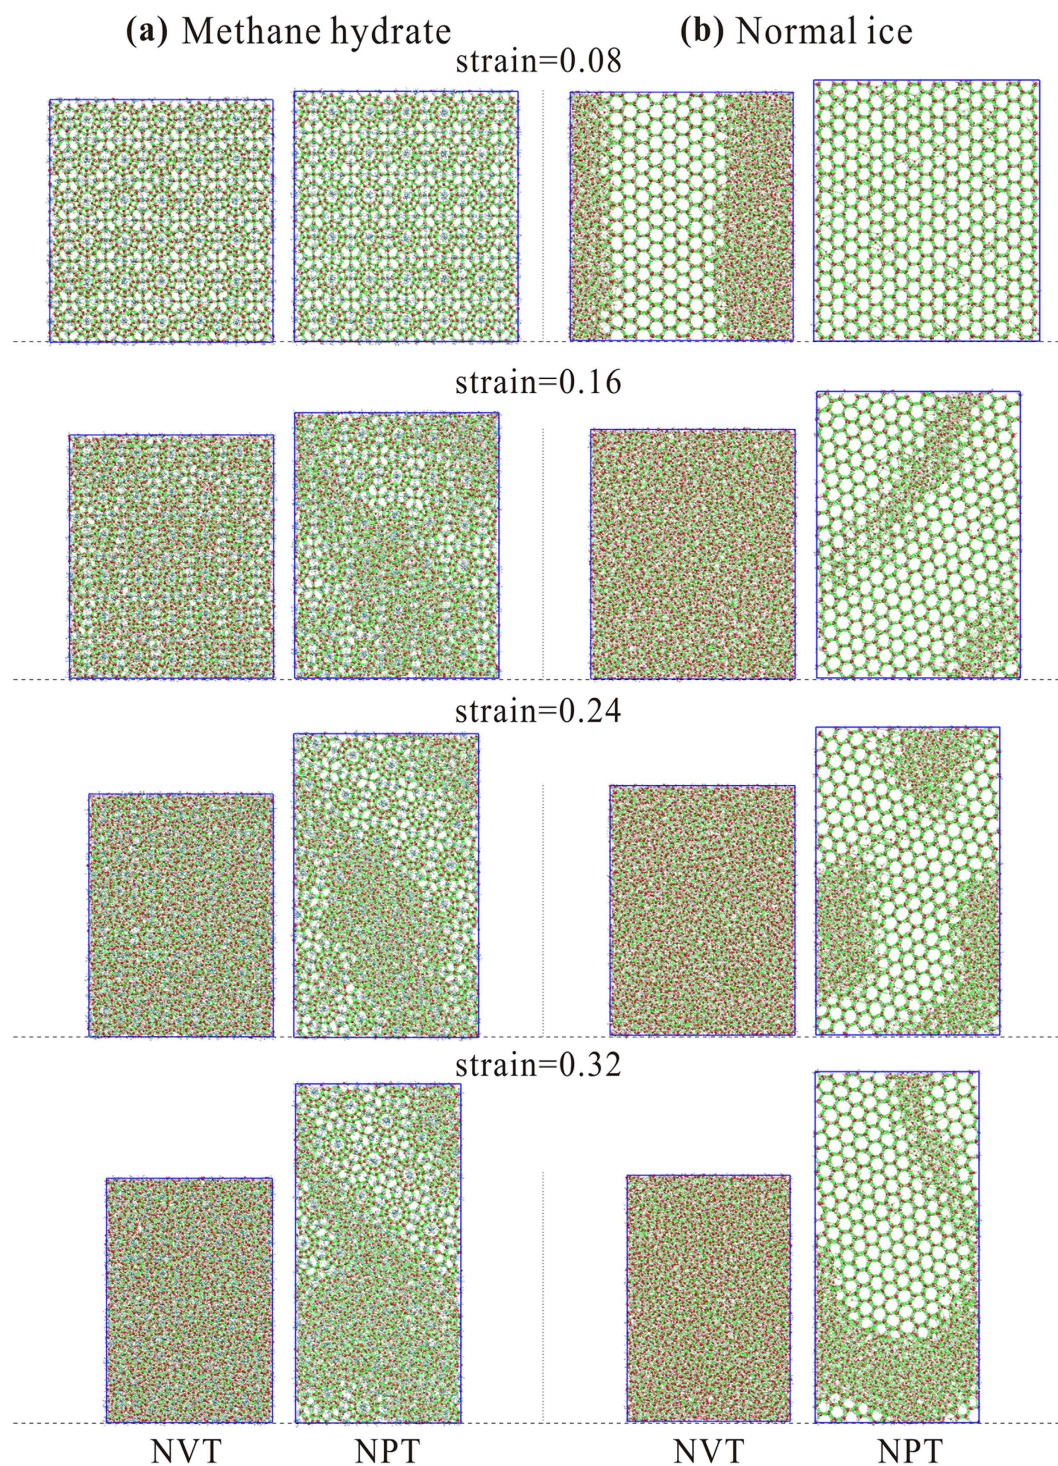 (a) Methane hydrate
(b) Normal ice
strain=0.08
strain=0.16
strain=0.24
strain=0.32
NVT NPT NVT NPT